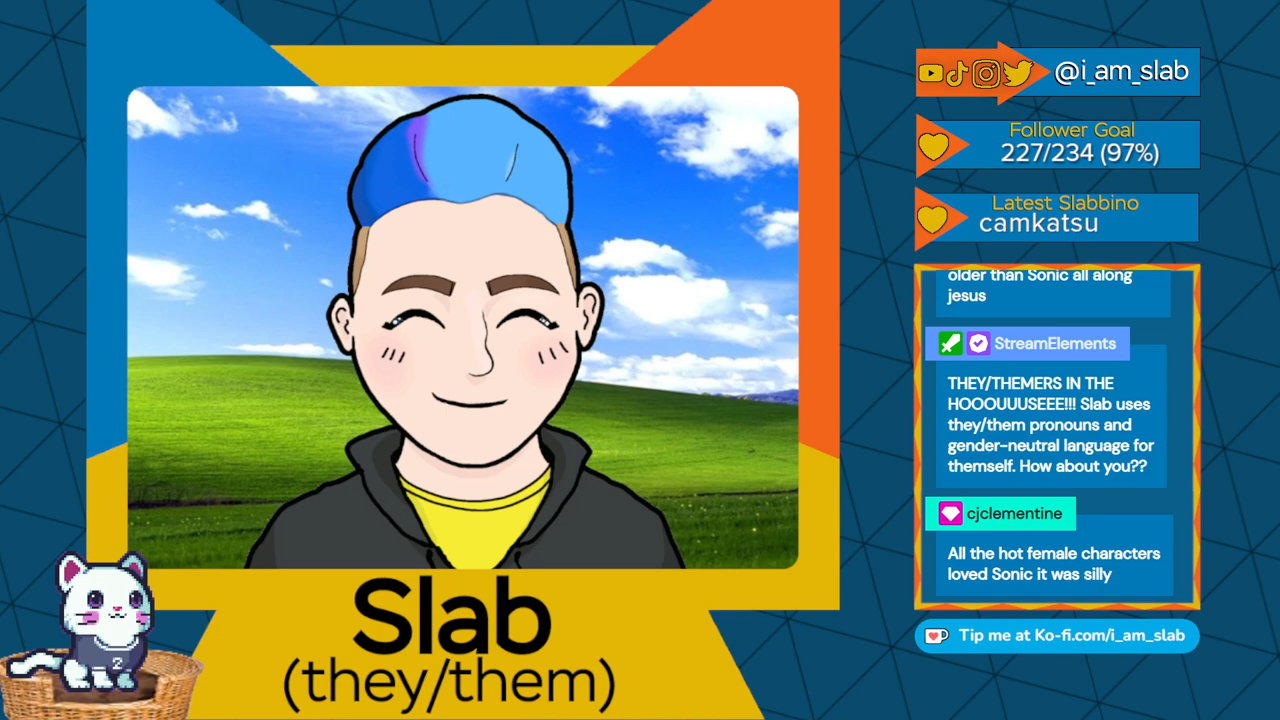 @i_am_slab
Follower Goal
227/234 (97%)
Latest Slabbino
camkatsu
older than Sonic all along
jesus
StreamElements
THEY/THEMERS IN THE
HOOOUUUSEEE!!! Slab uses
they/them pronouns and
gender-neutral language for
themself. How about you??
cjclementine
All the hot female characters
loved Sonic it was silly
Tip me at Ko-fi.com/i_am_slab
Slab
(they/them)
2